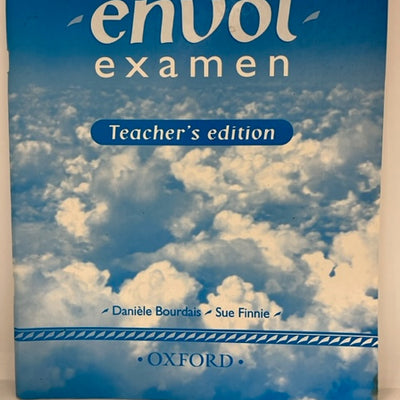 envol
examen
Teacher's edition
Danièle Bourdais - Sue Finnie
• OXFORD •